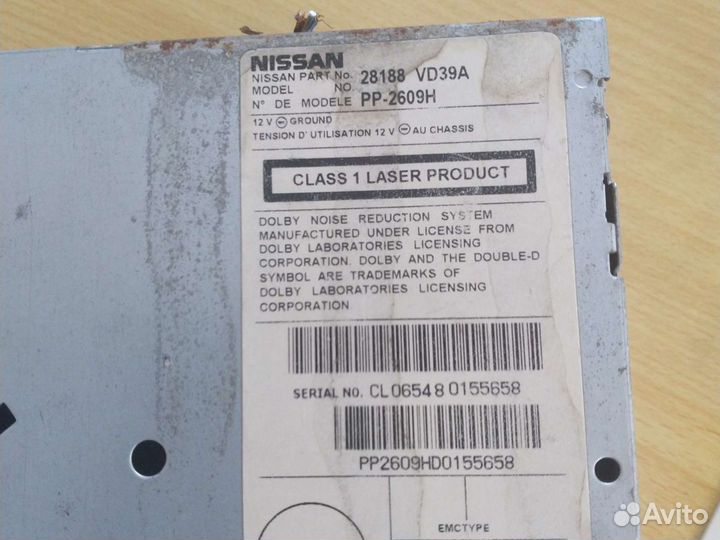 NISSAN
NISSAN PART No. 28188 VD39A
MODEL NO. PP-2609H
N° DE MODELE
12 V ⊖ GROUND
TENSION D' UTILISATION 12 V ⊖ AU CHASSIS
CLASS 1 LASER PRODUCT
DOLBY NOISE REDUCTION SYSTEM
MANUFACTURED UNDER LICENSE FROM
DOLBY LABORATORIES LICENSING
CORPORATION. DOLBY AND THE DOUBLE-D
SYMBOL ARE TRADEMARKS OF
DOLBY LABORATORIES LICENSING
CORPORATION
SERIAL NO. CL06548 0155658
PP2609HD0155658
EMCTYPE
Avito